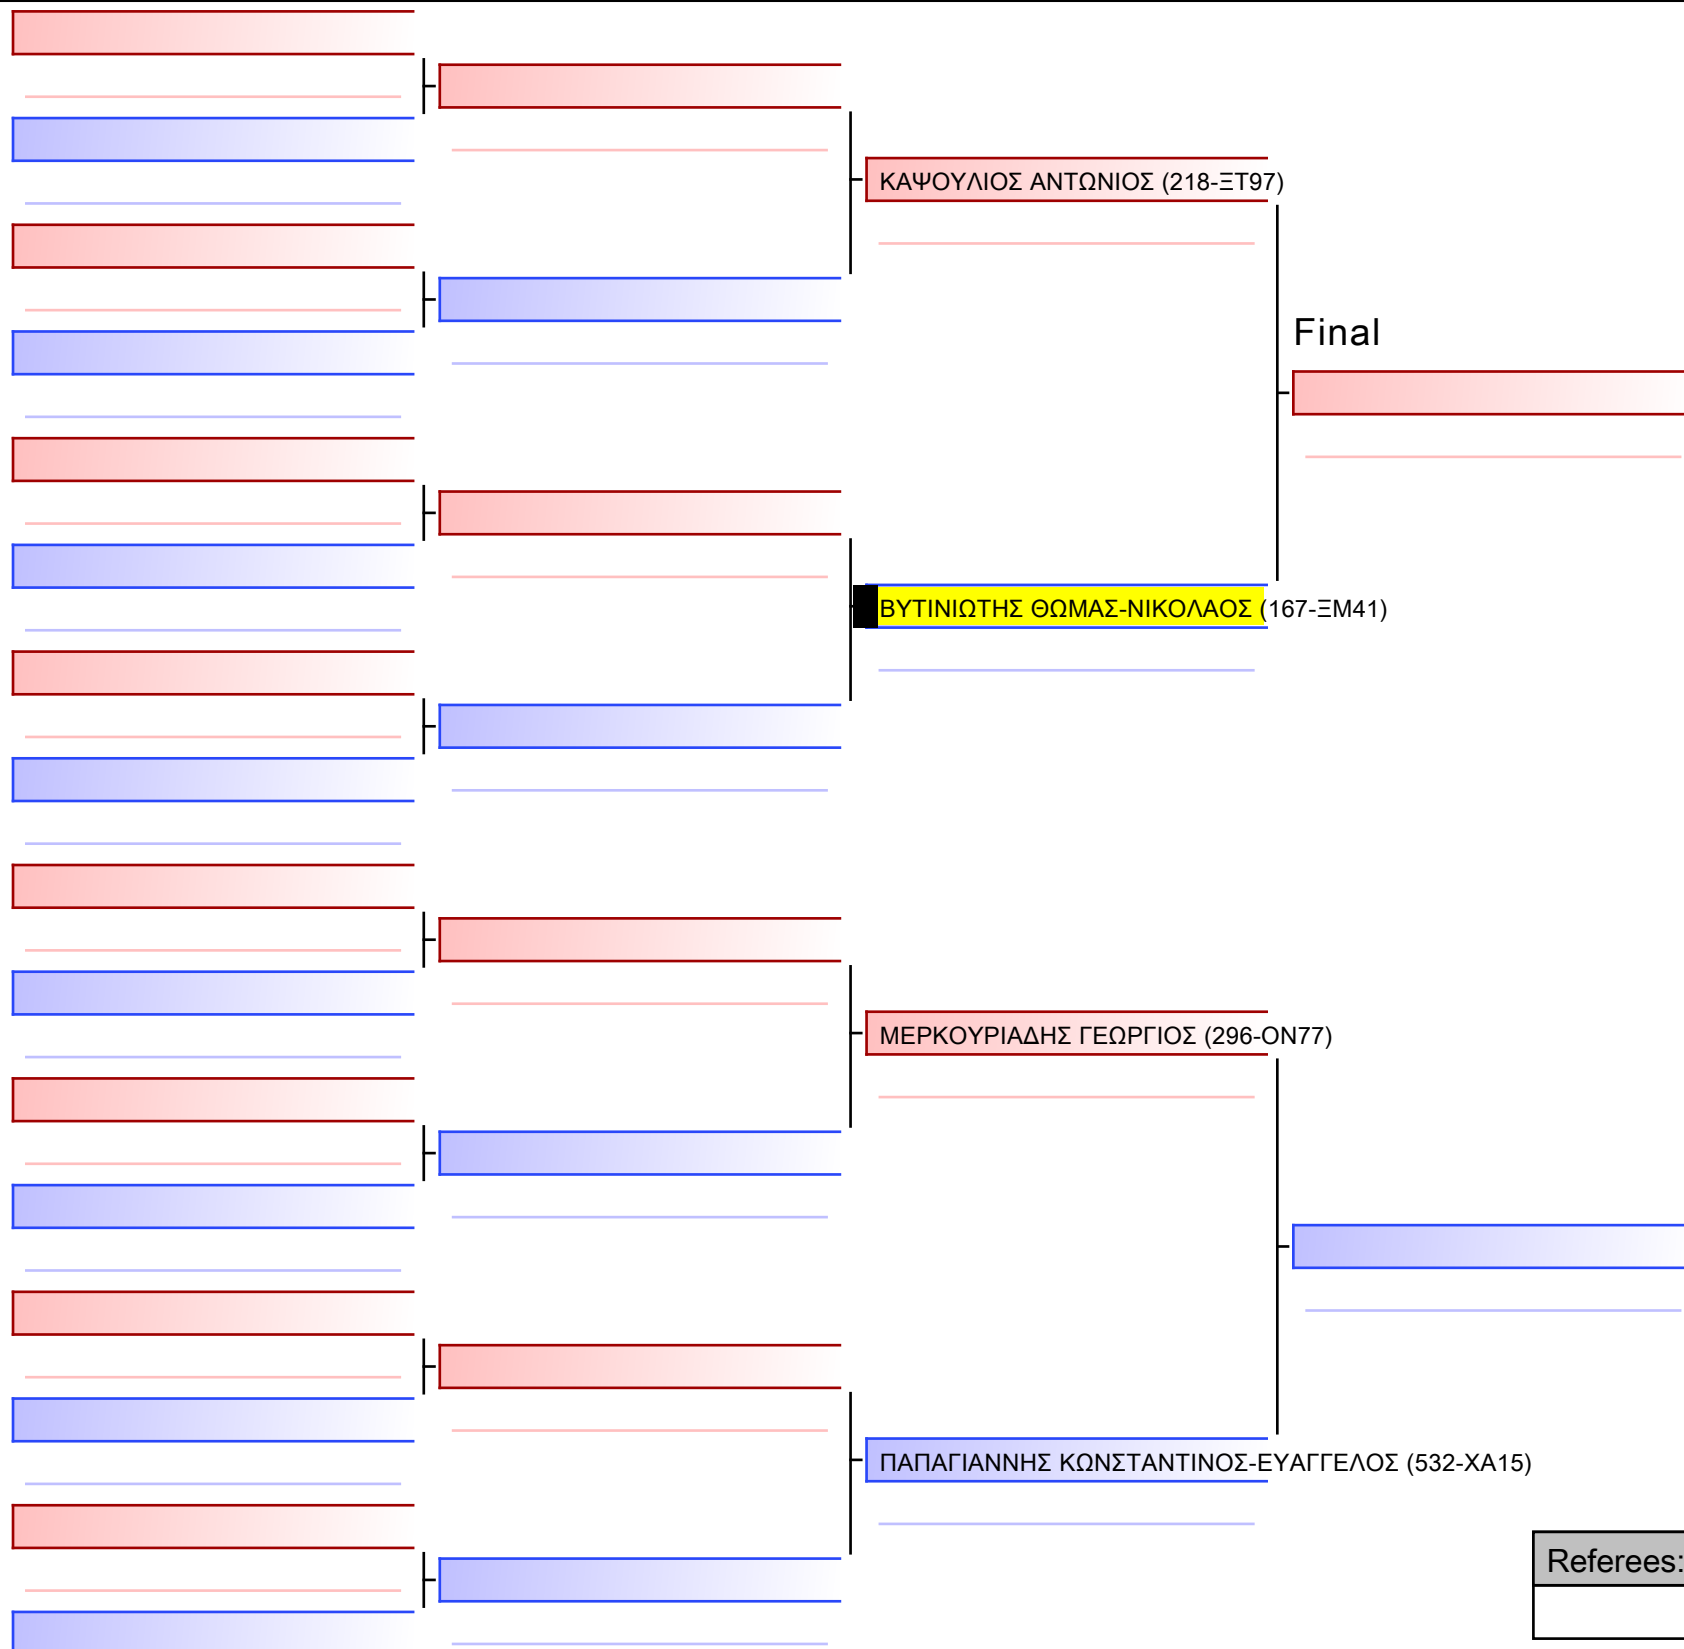 ΚΑΨΟΥΛΙΟΣ ΑΝΤΩΝΙΟΣ (218-ΞΤ97)
Final
ΒΥΤΙΝΙΩΤΗΣ ΘΩΜΑΣ-ΝΙΚΟΛΑΟΣ (167-ΞΜ41)
ΜΕΡΚΟΥΡΙΑΔΗΣ ΓΕΩΡΓΙΟΣ (296-ΟΝ77)
ΠΑΠΑΓΙΑΝΝΗΣ ΚΩΝΣΤΑΝΤΙΝΟΣ-ΕΥΑΓΓΕΛΟΣ (532-ΧΑ15)
Referees: